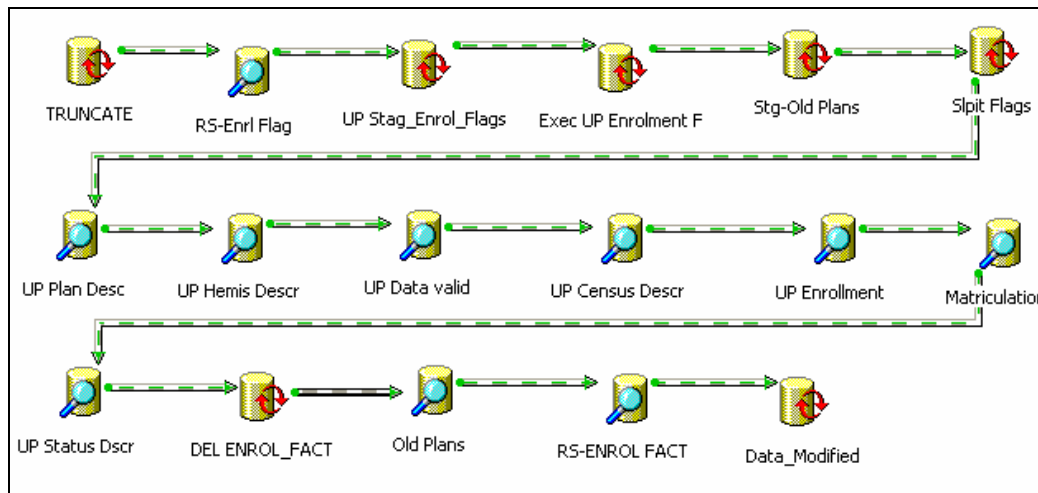 TRUNCATE
RS-Enrl Flag
UP Stag_Enrol_Flags
Exec UP Enrolment F
Stg-Old Plans
Slpit Flags
UP Plan Desc
UP Hemis Descr
UP Data valid
UP Census Descr
UP Enrollment
Matriculation
UP Status Dscr
DEL ENROL_FACT
Old Plans
RS-ENROL FACT
Data_Modified